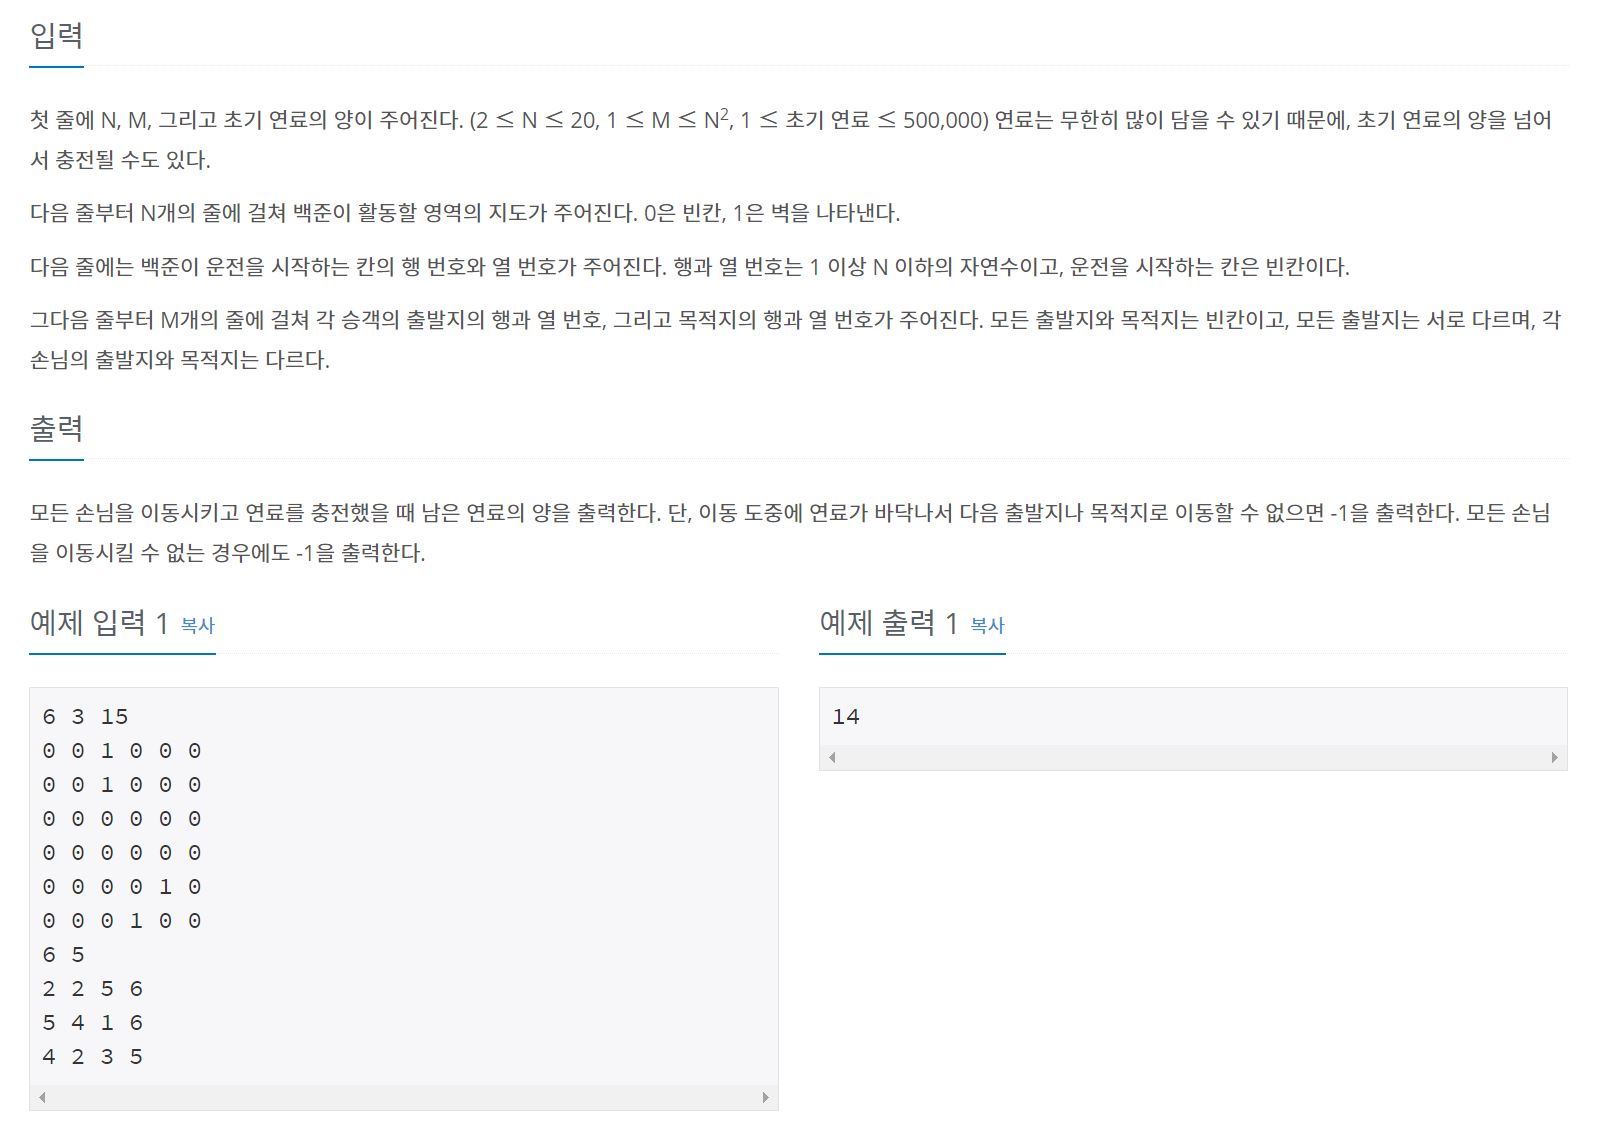 입력
첫 줄에 N, M, 그리고 초기 연료의 양이 주어진다. (2 ≤ N ≤ 20, 1 ≤ M ≤ N², 1 ≤ 초기 연료 ≤ 500,000) 연료는 무한히 많이 담을 수 있기 때문에, 초기 연료의 양을 넘어
서 충전될 수도 있다.
다음 줄부터 N개의 줄에 걸쳐 백준이 활동할 영역의 지도가 주어진다. 0은 빈칸, 1은 벽을 나타낸다.
다음 줄에는 백준이 운전을 시작하는 칸의 행 번호와 열 번호가 주어진다. 행과 열 번호는 1 이상 N 이하의 자연수이고, 운전을 시작하는 칸은 빈칸이다.
그다음 줄부터 M개의 줄에 걸쳐 각 승객의 출발지의 행과 열 번호, 그리고 목적지의 행과 열 번호가 주어진다. 모든 출발지와 목적지는 빈칸이고, 모든 출발지는 서로 다르며, 각
손님의 출발지와 목적지는 다르다.
출력
모든 손님을 이동시키고 연료를 충전했을 때 남은 연료의 양을 출력한다. 단, 이동 도중에 연료가 바닥나서 다음 출발지나 목적지로 이동할 수 없으면 -1을 출력한다. 모든 손님
을 이동시킬 수 없는 경우에도 -1을 출력한다.
예제 입력 1 복사
6 3 15
0 0 1 0 0 0
0 0 1 0 0 0
0 0 0 0 0 0
0 0 0 0 0 0
0 0 0 0 1 0
0 0 0 1 0 0
6 5
2 2 5 6
5 4 1 6
4 2 3 5
예제 출력 1 복사
14